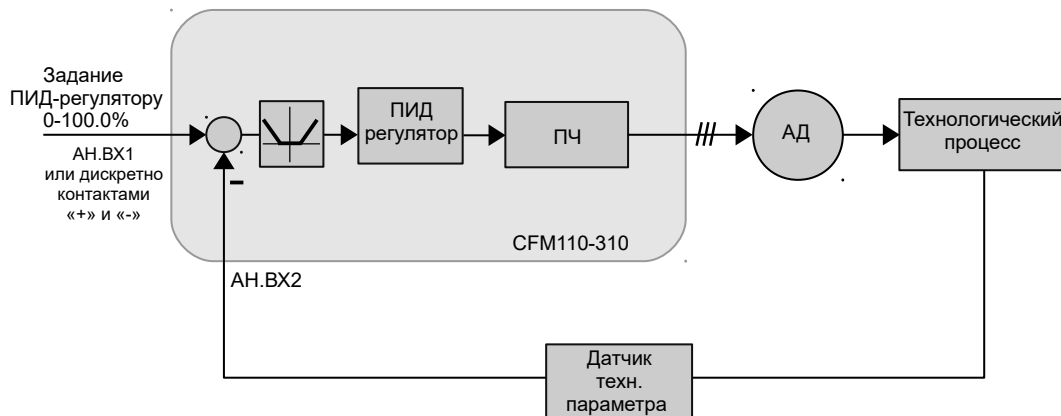 Задание
ПИД-регулятору
0-100.0%
АН.ВХ1
или дискретно
контактами
«+» и «-»
-
ПИД
регулятор
ПЧ
АД
Технологический
процесс
CFM110-310
АН.ВХ2
Датчик
техн.
параметра